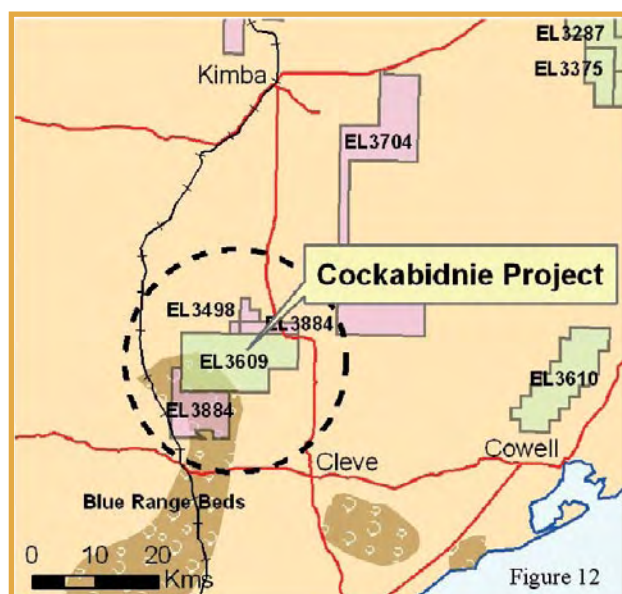 EL3287
EL3375
Kimba
EL3704
Cockabidnie Project
EL3498
EL3884
EL3609
EL3610
EL3884
Cowell
Cleve
Blue Range Beds
0 10 20
Kms
Figure 12